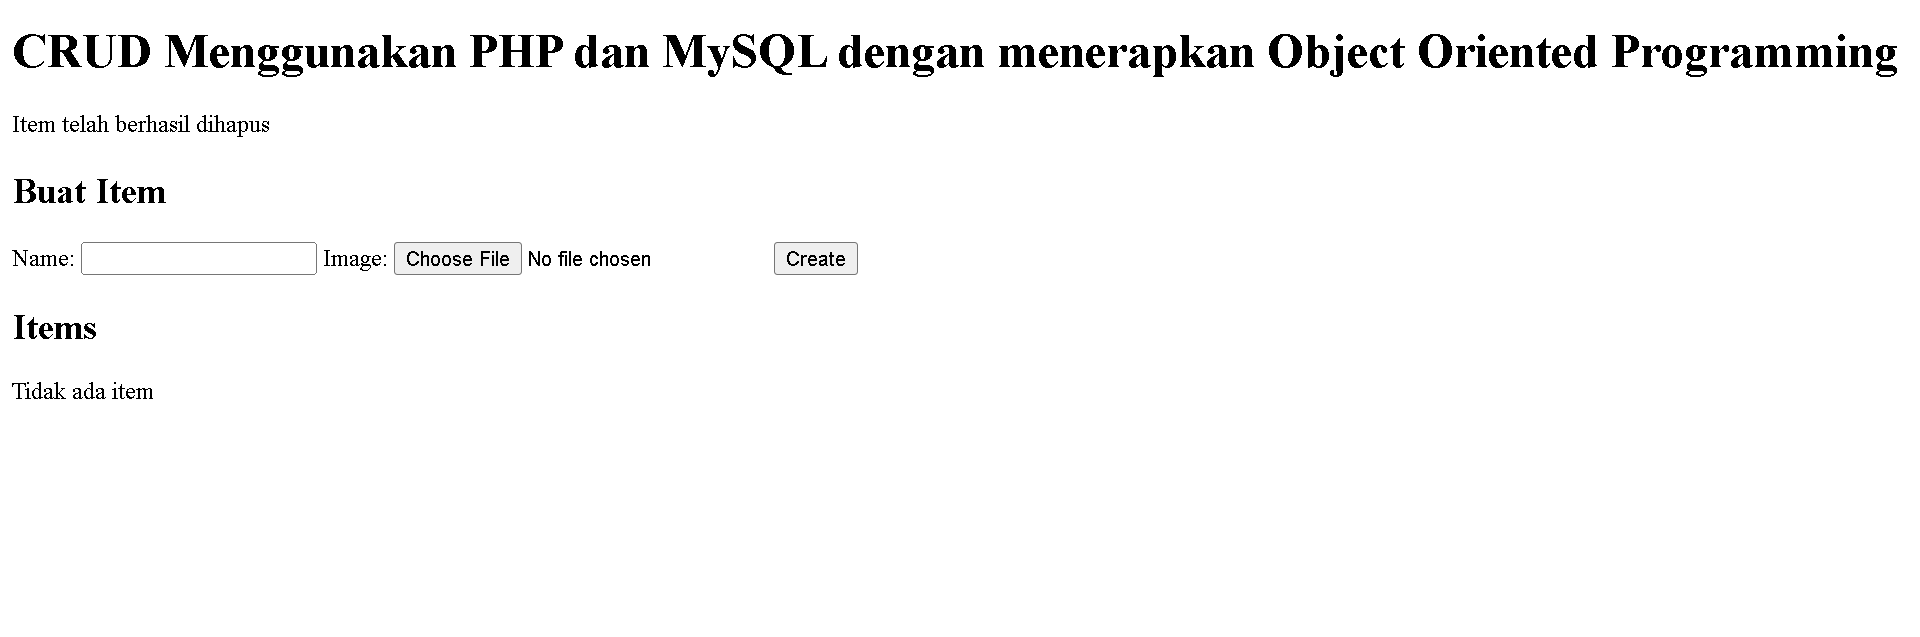 CRUD Menggunakan PHP dan MySQL dengan menerapkan Object Oriented Programming
Item telah berhasil dihapus
Buat Item
Name: Image: Choose File No file chosen Create
Items
Tidak ada item